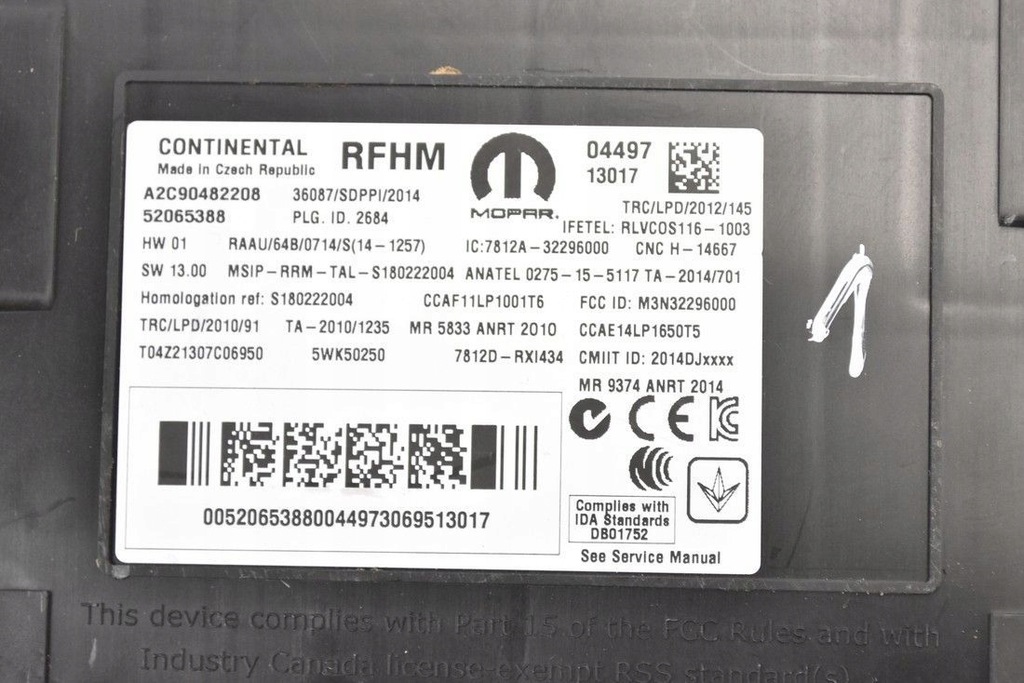 CONTINENTAL RFHM 04497
Made in Czech Republic 13017
A2C90482208 36087/SDPPI/2014 MOPAR. TRC/LPD/2012/145
52065388 PLG. ID. 2684 IFETEL: RLVCOS116-1003
HW 01 RAAU/64B/0714/S(14-1257) IC:7812A-32296000 CNC H-14667
SW 13.00 MSIP-RRM-TAL-S180222004 ANATEL 0275-15-5117 TA-2014/701
Homologation ref: S180222004 CCAF11LP1001T6 FCC ID: M3N32296000
TRC/LPD/2010/91 TA-2010/1235 MR 5833 ANRT 2010 CCAE14LP1650T5
T04Z21307C06950 5WK50250 7812D-RXI434 CMIIT ID: 2014DJxxxx
MR 9374 ANRT 2014
CE KC
Complies with
IDA Standards
DB01752
00520653880044973069513017
See Service Manual
1
This device complies with Part 15 of the FCC Rules and with
Industry Canada license-exempt RSS standard(s)